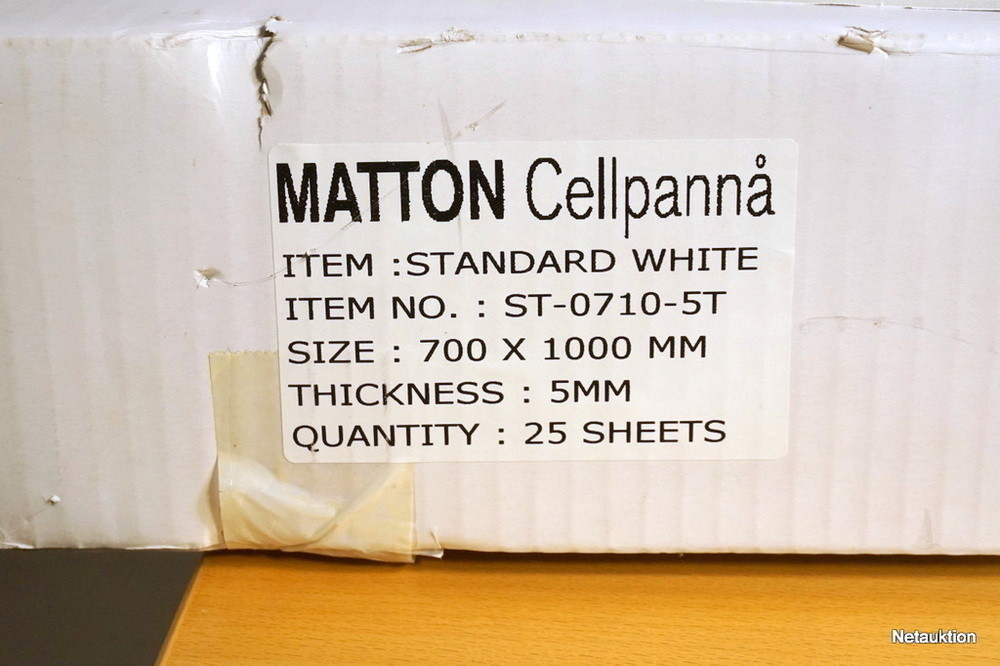 MATTON Cellpannå
ITEM :STANDARD WHITE
ITEM NO. : ST-0710-5T
SIZE : 700 X 1000 MM
THICKNESS : 5MM
QUANTITY : 25 SHEETS
Netauktion